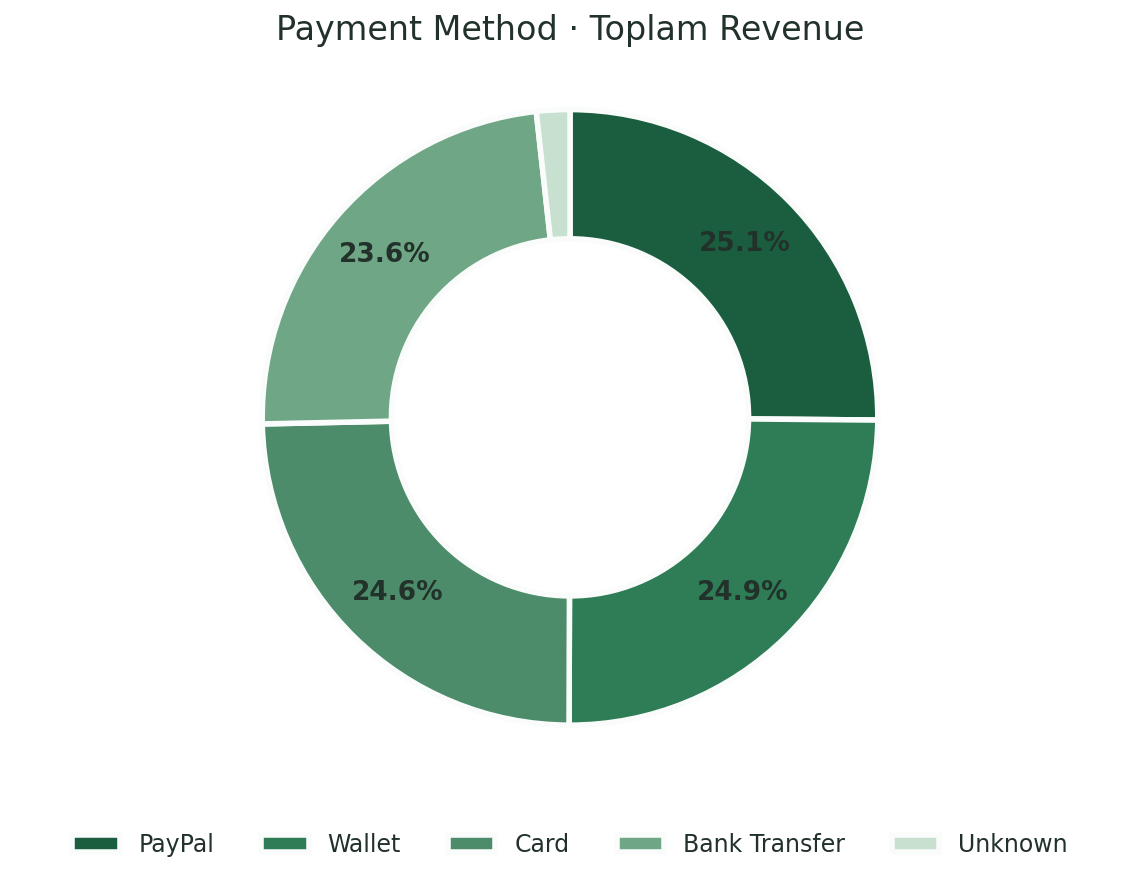 Payment Method · Toplam Revenue
25.1%
23.6%
24.6%
24.9%
PayPal Wallet Card Bank Transfer Unknown